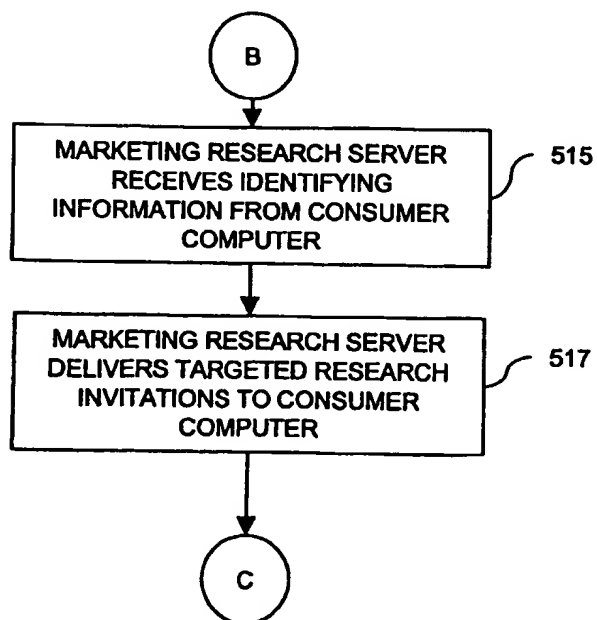 B
MARKETING RESEARCH SERVER
RECEIVES IDENTIFYING
INFORMATION FROM CONSUMER
COMPUTER
515
MARKETING RESEARCH SERVER
DELIVERS TARGETED RESEARCH
INVITATIONS TO CONSUMER
COMPUTER
517
C